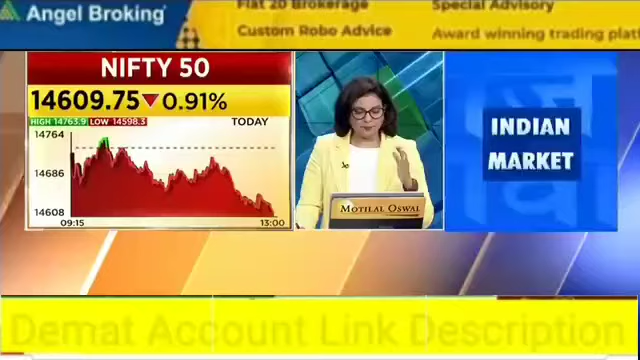 Angel Broking
Flat 20 Brokerage
Special Advisory
Custom Robo Advice
Award winning trading platf
NIFTY 50
14609.75 ▼ 0.91%
HIGH 14763.9 LOW 14598.3
TODAY
14764
14686
14608
09:15
13:00
MOTILAL OSWAL
INDIAN
MARKET
Demat Account Link Description